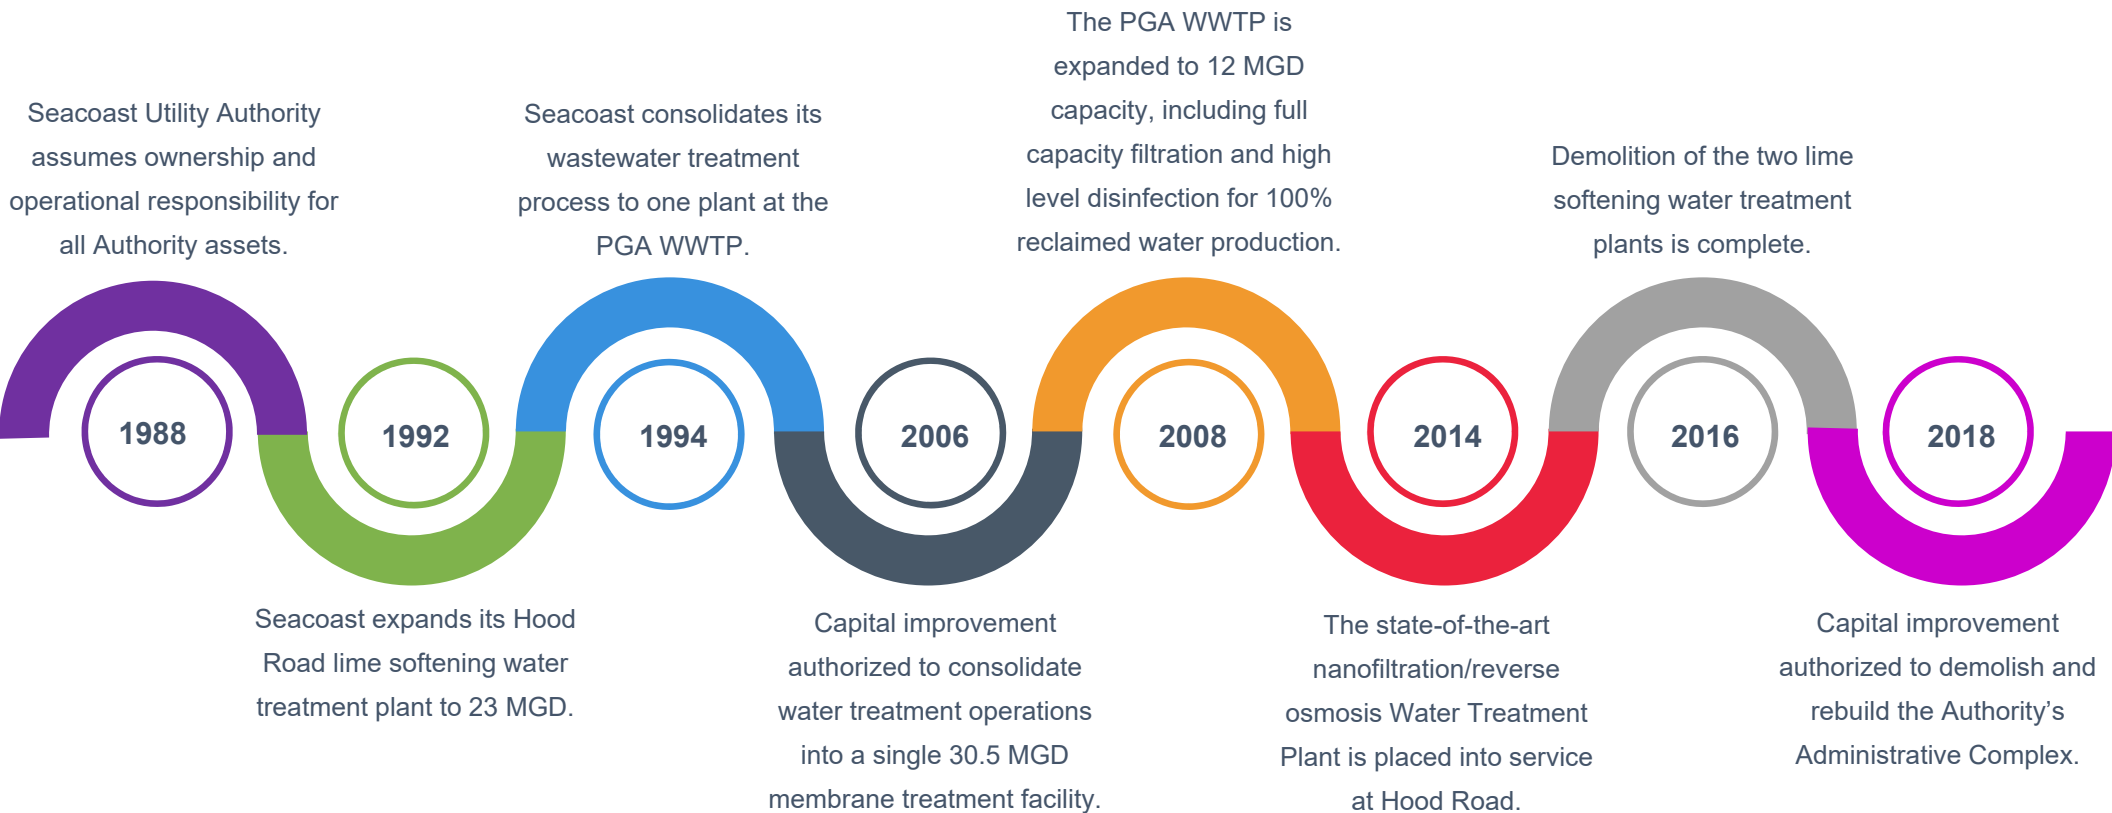 Seacoast Utility Authority
assumes ownership and
operational responsibility for
all Authority assets.
1988
1992
Seacoast expands its Hood
Road lime softening water
treatment plant to 23 MGD.
Seacoast consolidates its
wastewater treatment
process to one plant at the
PGA WWTP.
1994
2006
Capital improvement
authorized to consolidate
water treatment operations
into a single 30.5 MGD
membrane treatment facility.
The PGA WWTP is
expanded to 12 MGD
capacity, including full
capacity filtration and high
level disinfection for 100%
reclaimed water production.
2008
2014
The state-of-the-art
nanofiltration/reverse
osmosis Water Treatment
Plant is placed into service
at Hood Road.
Demolition of the two lime
softening water treatment
plants is complete.
2016
2018
Capital improvement
authorized to demolish and
rebuild the Authority’s
Administrative Complex.